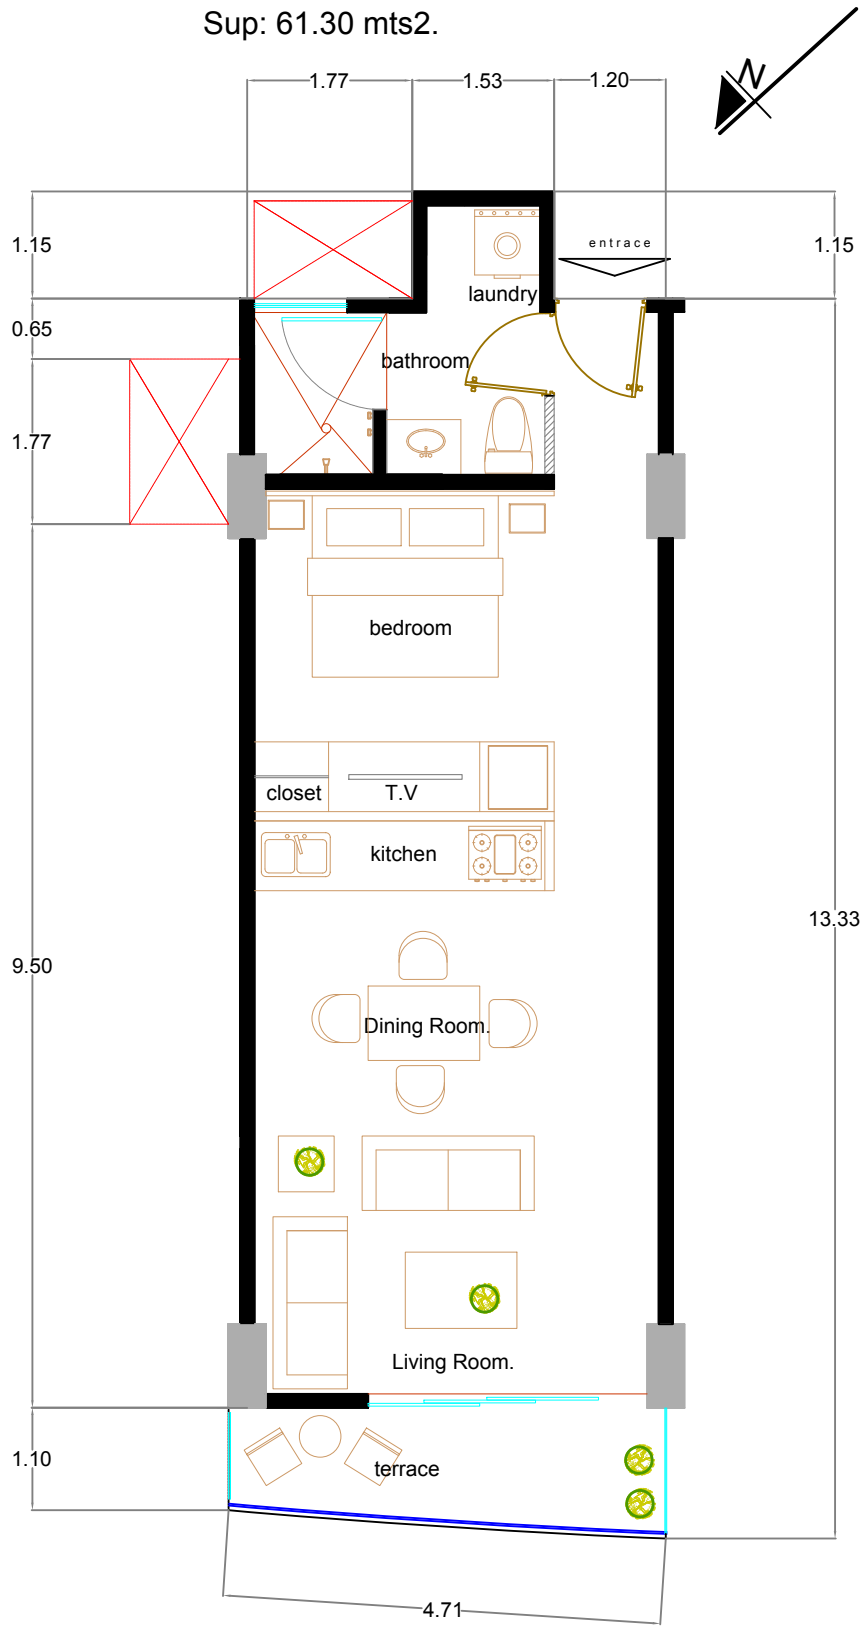 Sup: 61.30 mts2.
N
1.77
1.53
1.20
1.15
entrace
1.15
laundry
0.65
bathroom
1.77
bedroom
closet
T.V
kitchen
13.33
9.50
Dining Room.
Living Room.
1.10
terrace
4.71